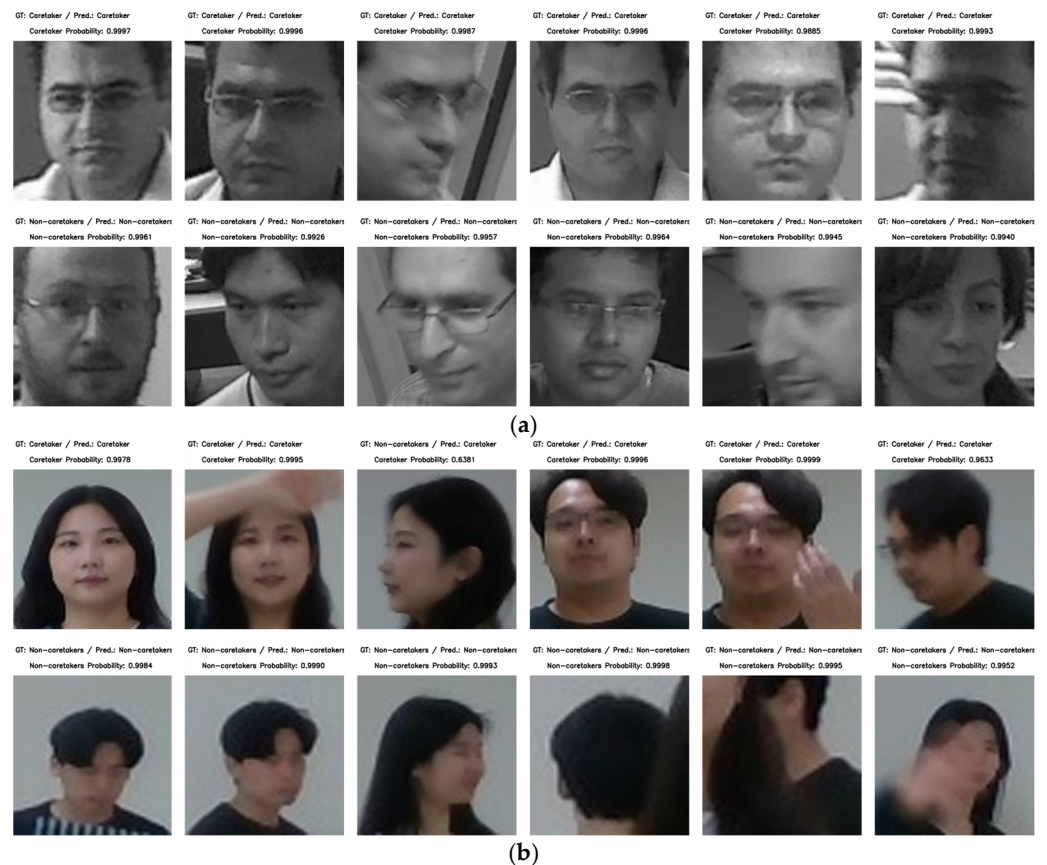 GT: Caretaker / Pred.: Caretaker
Caretaker Probability: 0.9997
GT: Caretaker / Pred.: Caretaker
Caretaker Probability: 0.9996
GT: Caretaker / Pred.: Caretaker
Caretaker Probability: 0.9987
GT: Caretaker / Pred.: Caretaker
Caretaker Probability: 0.9996
GT: Caretaker / Pred.: Caretaker
Caretaker Probability: 0.9885
GT: Caretaker / Pred.: Caretaker
Caretaker Probability: 0.9993
GT: Non-caretakers / Pred.: Non-caretakers
Non-caretakers Probability: 0.9961
GT: Non-caretakers / Pred.: Non-caretakers
Non-caretakers Probability: 0.9926
GT: Non-caretakers / Pred.: Non-caretakers
Non-caretakers Probability: 0.9957
GT: Non-caretakers / Pred.: Non-caretakers
Non-caretakers Probability: 0.9964
GT: Non-caretakers / Pred.: Non-caretakers
Non-caretakers Probability: 0.9945
GT: Non-caretakers / Pred.: Non-caretakers
Non-caretakers Probability: 0.9940
(a)
GT: Caretaker / Pred.: Caretaker
Caretaker Probability: 0.9978
GT: Caretaker / Pred.: Caretaker
Caretaker Probability: 0.9995
GT: Non-caretakers / Pred.: Caretaker
Caretaker Probability: 0.6381
GT: Caretaker / Pred.: Caretaker
Caretaker Probability: 0.9996
GT: Caretaker / Pred.: Caretaker
Caretaker Probability: 0.9999
GT: Caretaker / Pred.: Caretaker
Caretaker Probability: 0.9633
GT: Non-caretakers / Pred.: Non-caretakers
Non-caretakers Probability: 0.9984
GT: Non-caretakers / Pred.: Non-caretakers
Non-caretakers Probability: 0.9990
GT: Non-caretakers / Pred.: Non-caretakers
Non-caretakers Probability: 0.9993
GT: Non-caretakers / Pred.: Non-caretakers
Non-caretakers Probability: 0.9998
GT: Non-caretakers / Pred.: Non-caretakers
Non-caretakers Probability: 0.9995
GT: Non-caretakers / Pred.: Non-caretakers
Non-caretakers Probability: 0.9952
(b)